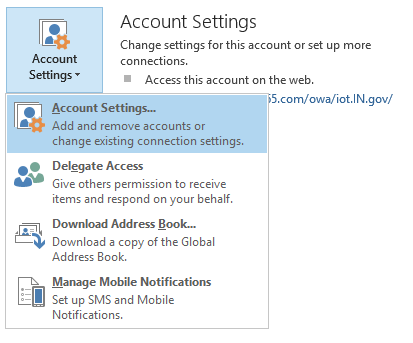 Account
Settings
Account Settings
Change settings for this account or set up more
connections.
Access this account on the web.
65.com/owa/iot.IN.gov/
Account Settings...
Add and remove accounts or
change existing connection settings.
Delegate Access
Give others permission to receive
items and respond on your behalf.
Download Address Book...
Download a copy of the Global
Address Book.
Manage Mobile Notifications
Set up SMS and Mobile
Notifications.